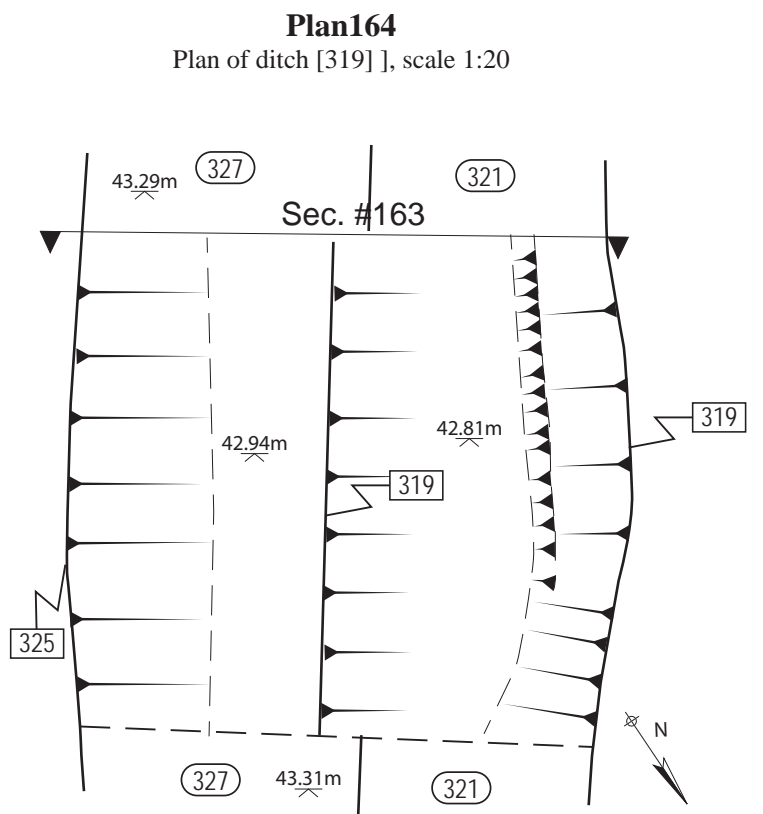 Plan164
Plan of ditch [319] ], scale 1:20
327
43.29m
321
Sec. #163
319
42.81m
42.94m
319
325
N
327
43.31m
321